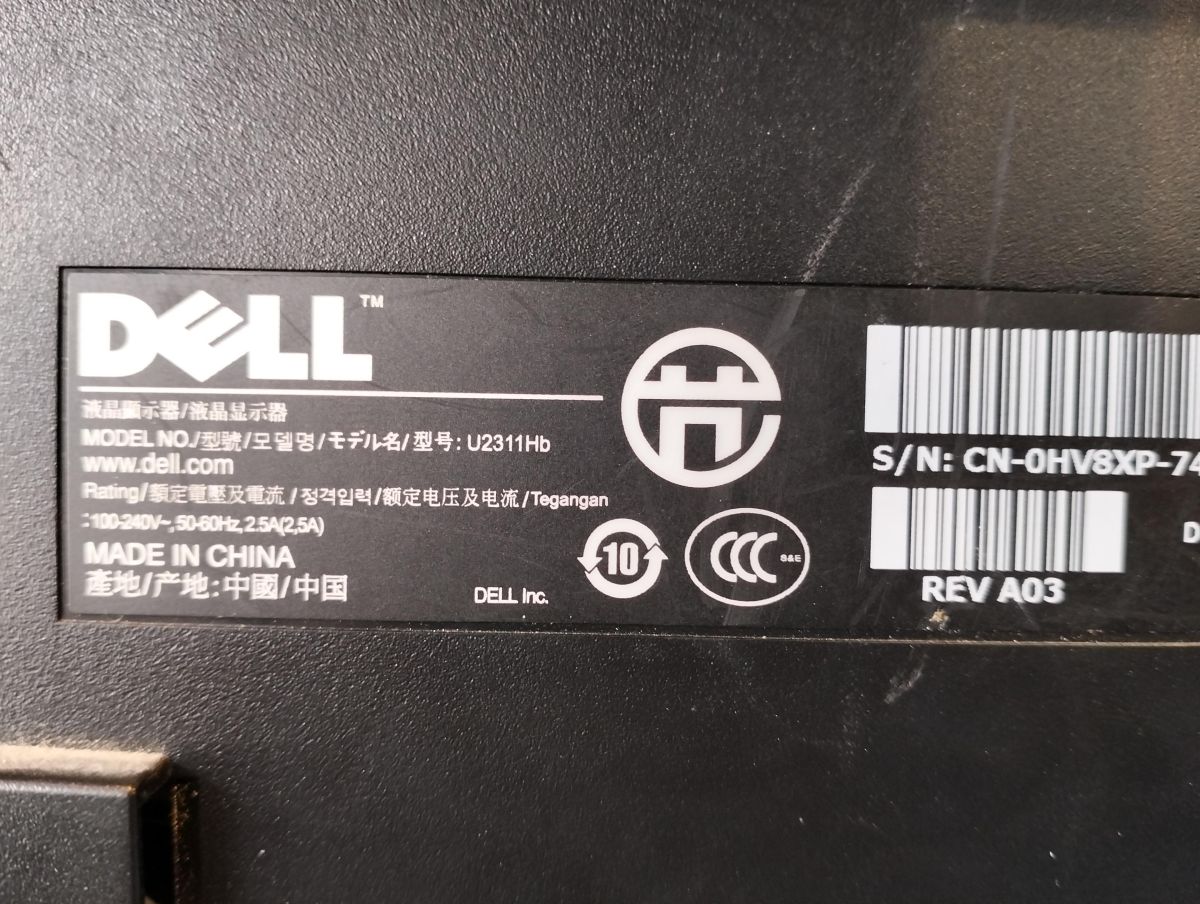 DELL™
液晶顯示器/液晶显示器
MODEL NO./型號/모델명/モデル名/型号: U2311Hb
www.dell.com
Rating/額定電壓及電流/정격입력/额定电压及电流/Tegangan
:100-240V~, 50-60Hz, 2.5A(2,5A)
MADE IN CHINA
產地/产地:中國/中国
DELL Inc.
10
CCC S&E
S/N: CN-0HV8XP-74
D
REV A03